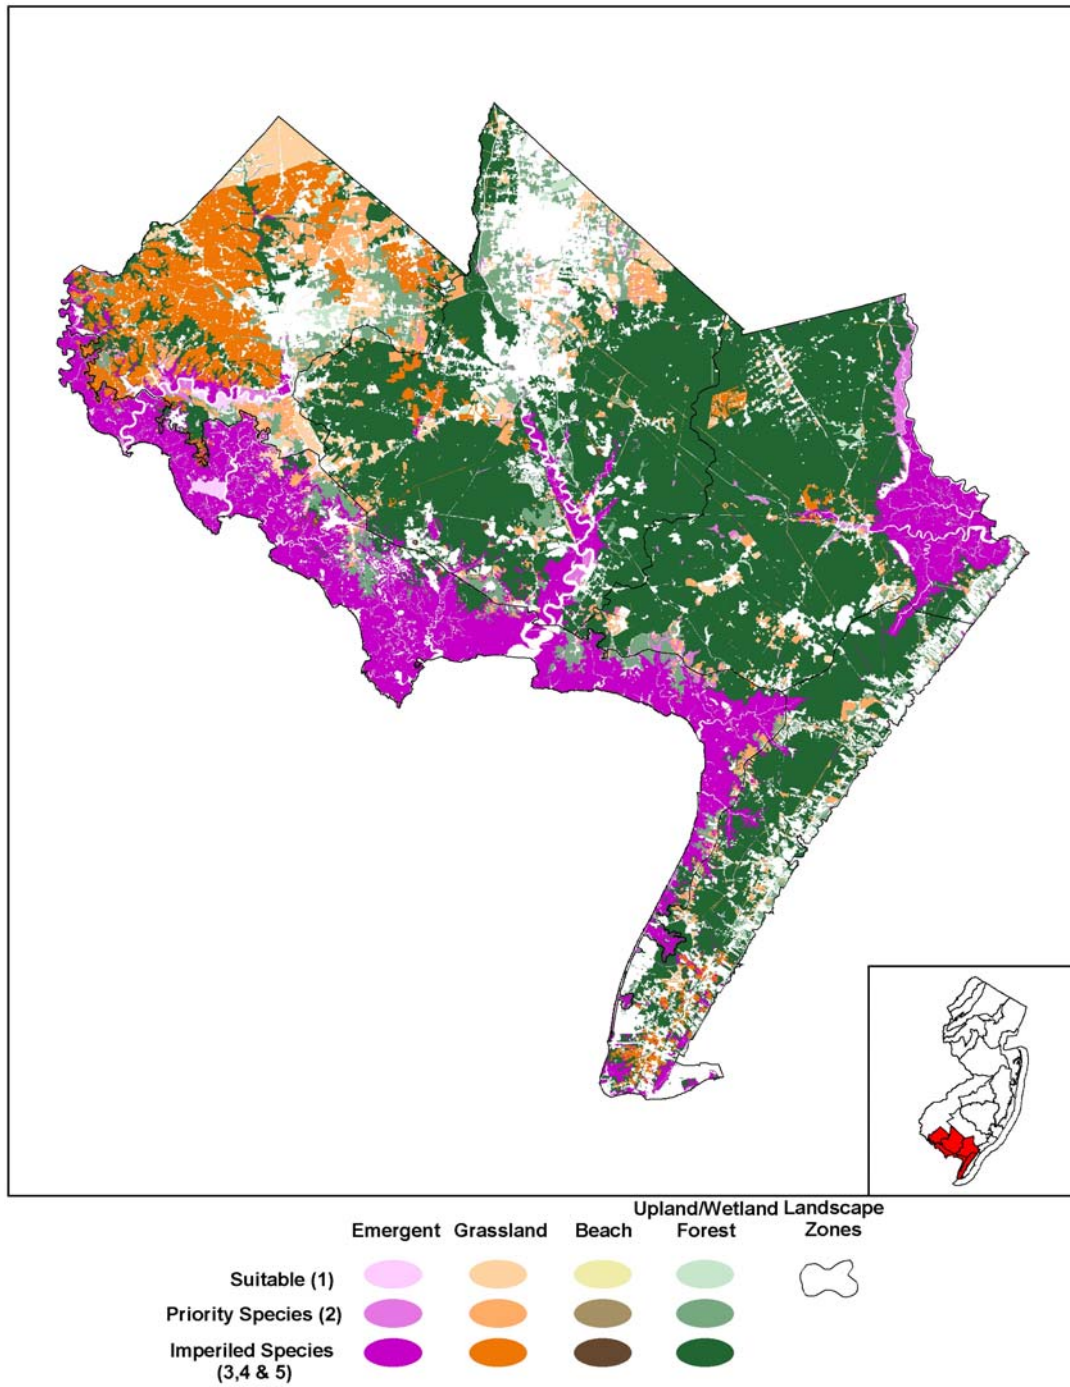 Upland/Wetland Landscape
Emergent Grassland Beach Forest Zones
Suitable (1)
Priority Species (2)
Imperiled Species
(3,4 & 5)